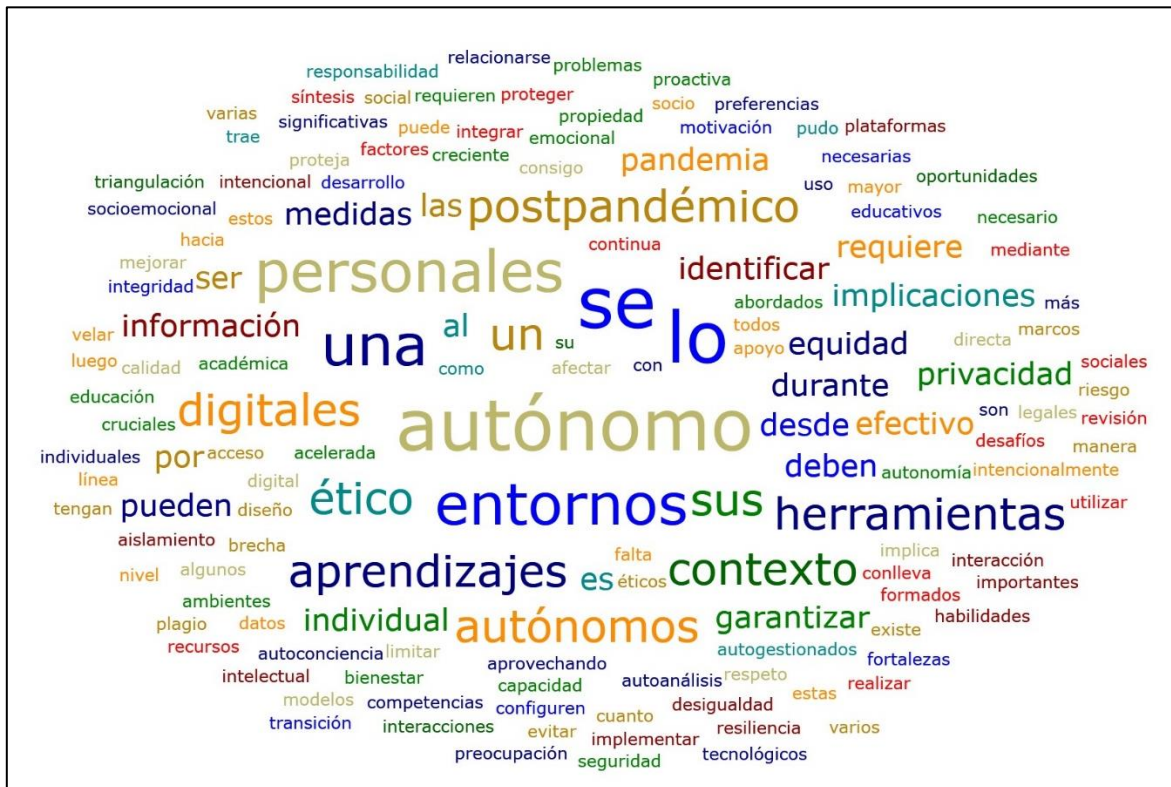 relacionarse
responsabilidad problemas
proactiva
síntesis social requieren proteger socio preferencias
varias significativas puede integrar propiedad motivación pudo plataformas
trae factores creciente emocional
proteja consigo pandemia necesarias
triangulación intencional desarrollo uso mayor oportunidades
socioemocional estos medidas las postpandémico educativos necesario
hacia continua requiere mediante
mejorar ser personales identificar
integridad se abordados implicaciones más
velar información una al un su lo todos equidad directa marcos
luego calidad académica como afectar con apoyo sociales
educación digitales autónomo durante privacidad riesgo
cruciales desde efectivo son legales revisión
individuales por acceso acelerada desafíos manera
línea digital deben autonomía intencionalmente
tengan pueden diseño ético entornos sus herramientas utilizar
aislamiento brecha falta implica interacción
nivel algunos aprendizajes es éticos contexto conlleva importantes
ambientes formados
plagio datos individual autónomos garantizar existe habilidades
recursos autoconciencia limitar autogestionados
intelectual bienestar aprovechando autoanálisis respeto fortalezas
modelos competencias capacidad estas realizar
transición configuren cuanto desigualdad
interacciones evitar implementar resiliencia varios
preocupación seguridad tecnológicos